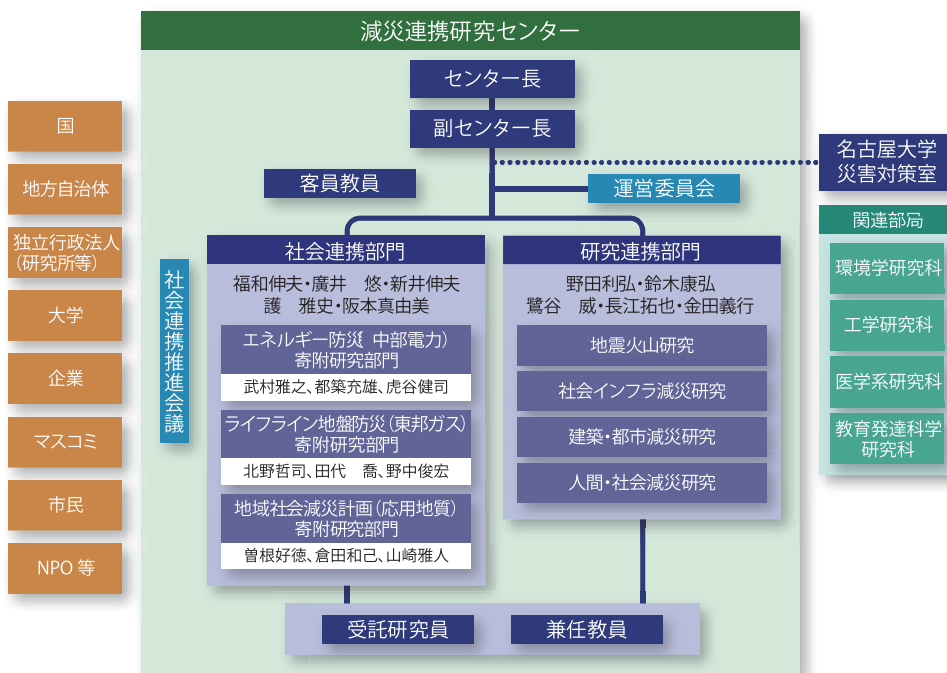 減災連携研究センター
センター長
副センター長
客員教員
運営委員会
名古屋大学
災害対策室
国
地方自治体
独立行政法人
(研究所等)
大学
企業
マスコミ
市民
NPO 等
社会連携推進会議
社会連携部門
福和伸夫・廣井 悠・新井伸夫
護 雅史・阪本真由美
エネルギー防災( 中部電力)
寄附研究部門
武村雅之、都築充雄、虎谷健司
ライフライン地盤防災(東邦ガス)
寄附研究部門
北野哲司、田代 喬、野中俊宏
地域社会減災計画(応用地質)
寄附研究部門
曽根好徳、倉田和己、山崎雅人
研究連携部門
野田利弘・鈴木康弘
鷺谷 威・長江拓也・金田義行
地震火山研究
社会インフラ減災研究
建築・都市減災研究
人間・社会減災研究
関連部局
環境学研究科
工学研究科
医学系研究科
教育発達科学
研究科
受託研究員
兼任教員